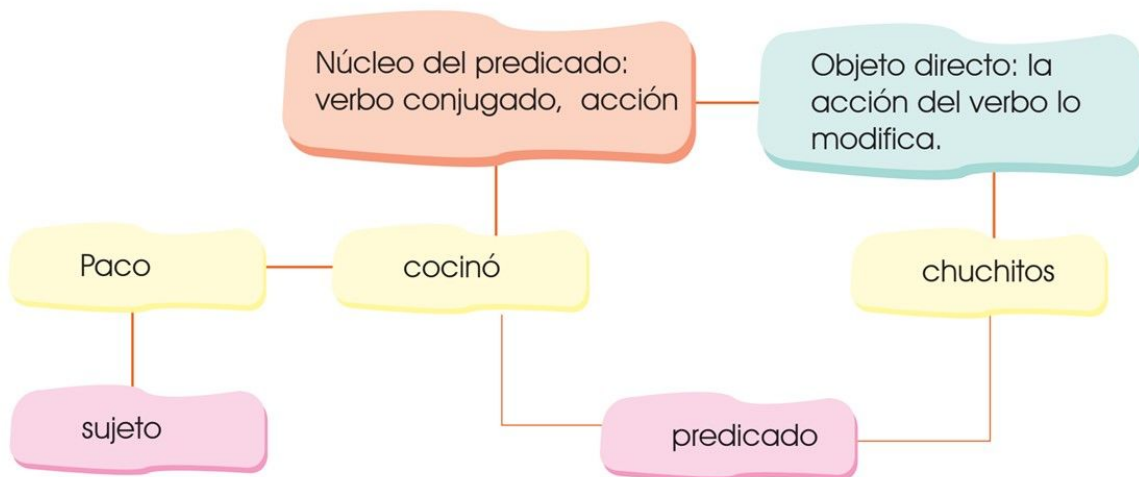 Núcleo del predicado:
verbo conjugado, acción
Objeto directo: la
acción del verbo lo
modifica.
Paco
cocinó
chuchitos
sujeto
predicado